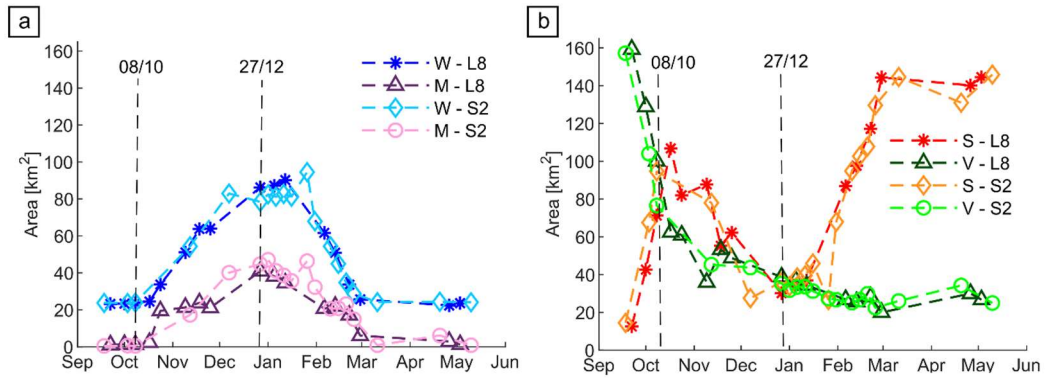 a
160
140
120
100
80
60
40
20
0
Area [km²]
08/10
27/12
W - L8
M - L8
W - S2
M - S2
Sep Oct Nov Dec Jan Feb Mar Apr May Jun
b
160
140
120
100
80
60
40
20
0
Area [km²]
08/10
27/12
S - L8
V - L8
S - S2
V - S2
Sep Oct Nov Dec Jan Feb Mar Apr May Jun